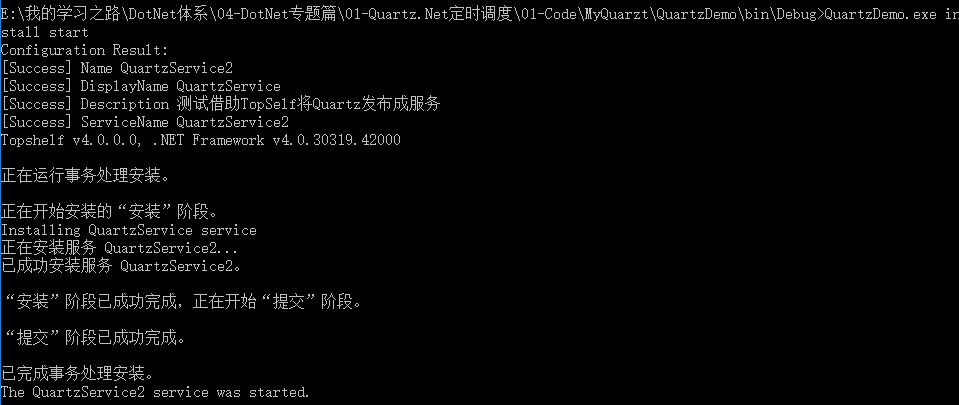 E:\我的学习之路\DotNet体系\04-DotNet专题篇\01-Quartz.Net定时调度\01-Code\MyQuarzt\QuartzDemo\bin\Debug>QuartzDemo.exe in
stall start
Configuration Result:
[Success] Name QuartzService2
[Success] DisplayName QuartzService
[Success] Description 测试借助TopSelf将Quartz发布成服务
[Success] ServiceName QuartzService2
Topshelf v4.0.0.0, .NET Framework v4.0.30319.42000
正在运行事务处理安装。
正在开始安装的“安装”阶段。
Installing QuartzService service
正在安装服务 QuartzService2...
已成功安装服务 QuartzService2。
“安装”阶段已成功完成，正在开始“提交”阶段。
“提交”阶段已成功完成。
已完成事务处理安装。
The QuartzService2 service was started.